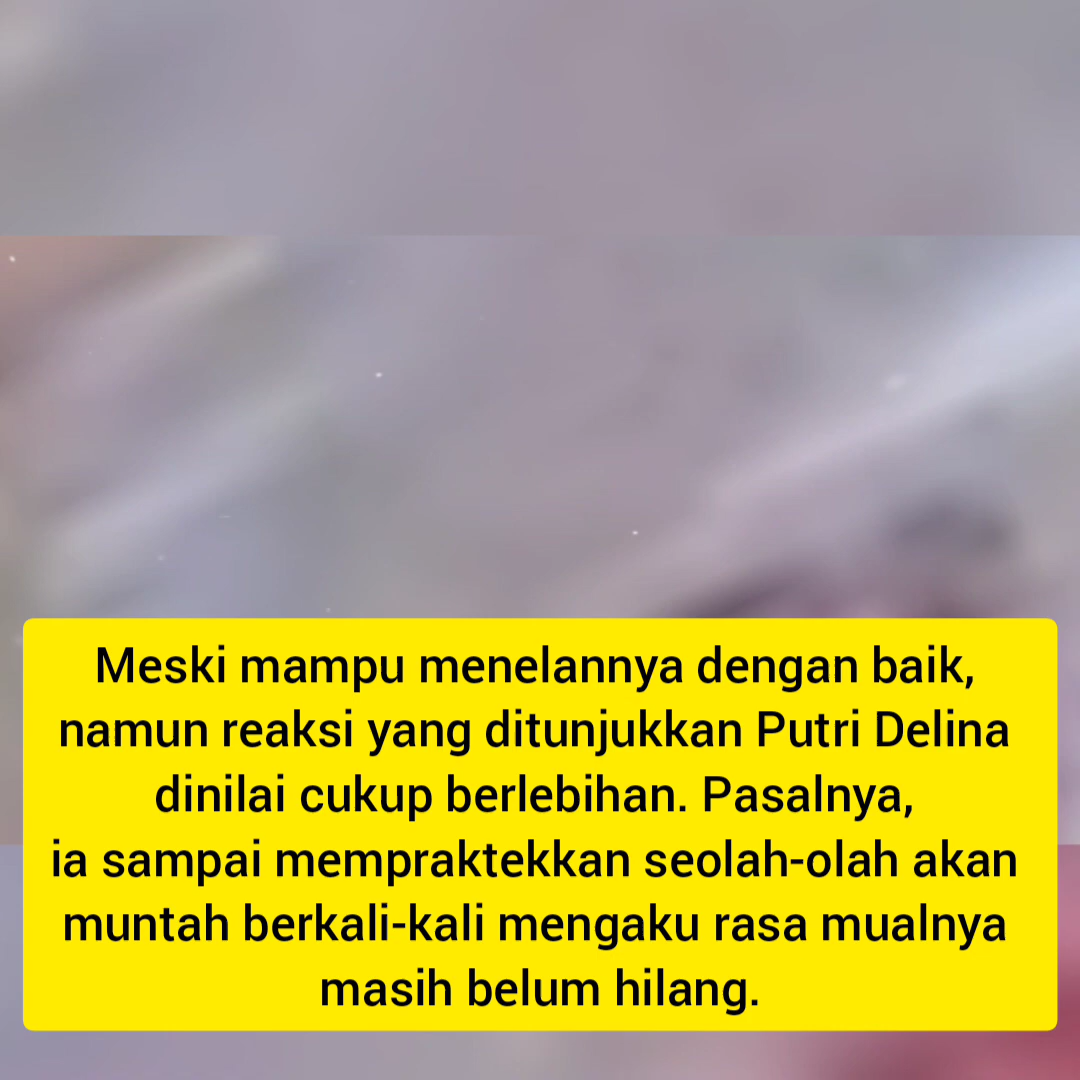 Meski mampu menelannya dengan baik,
namun reaksi yang ditunjukkan Putri Delina
dinilai cukup berlebihan. Pasalnya,
ia sampai mempraktekkan seolah-olah akan
muntah berkali-kali mengaku rasa mualnya
masih belum hilang.